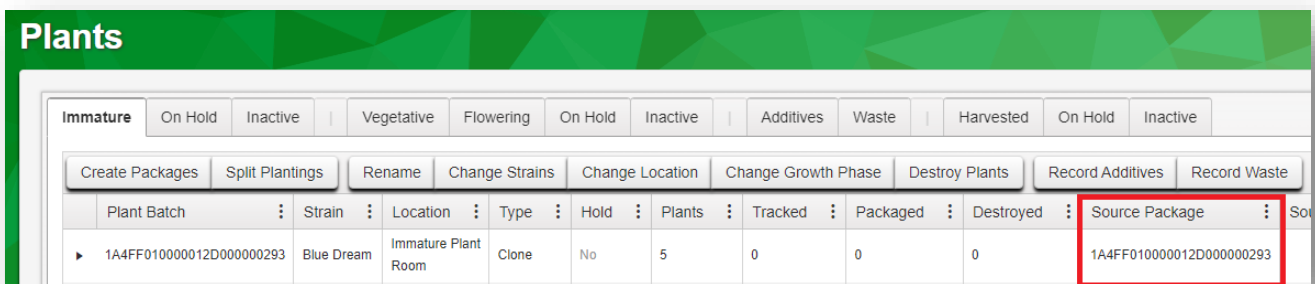 Plants
Immature On Hold Inactive | Vegetative Flowering On Hold Inactive | Additives Waste | Harvested On Hold Inactive
Create Packages Split Plantings Rename Change Strains Change Location Change Growth Phase Destroy Plants Record Additives Record Waste
Plant Batch Strain Location Type Hold Plants Tracked Packaged Destroyed Source Package
1A4FF010000012D000000293 Blue Dream Immature Plant Room Clone No 5 0 0 0 1A4FF010000012D000000293